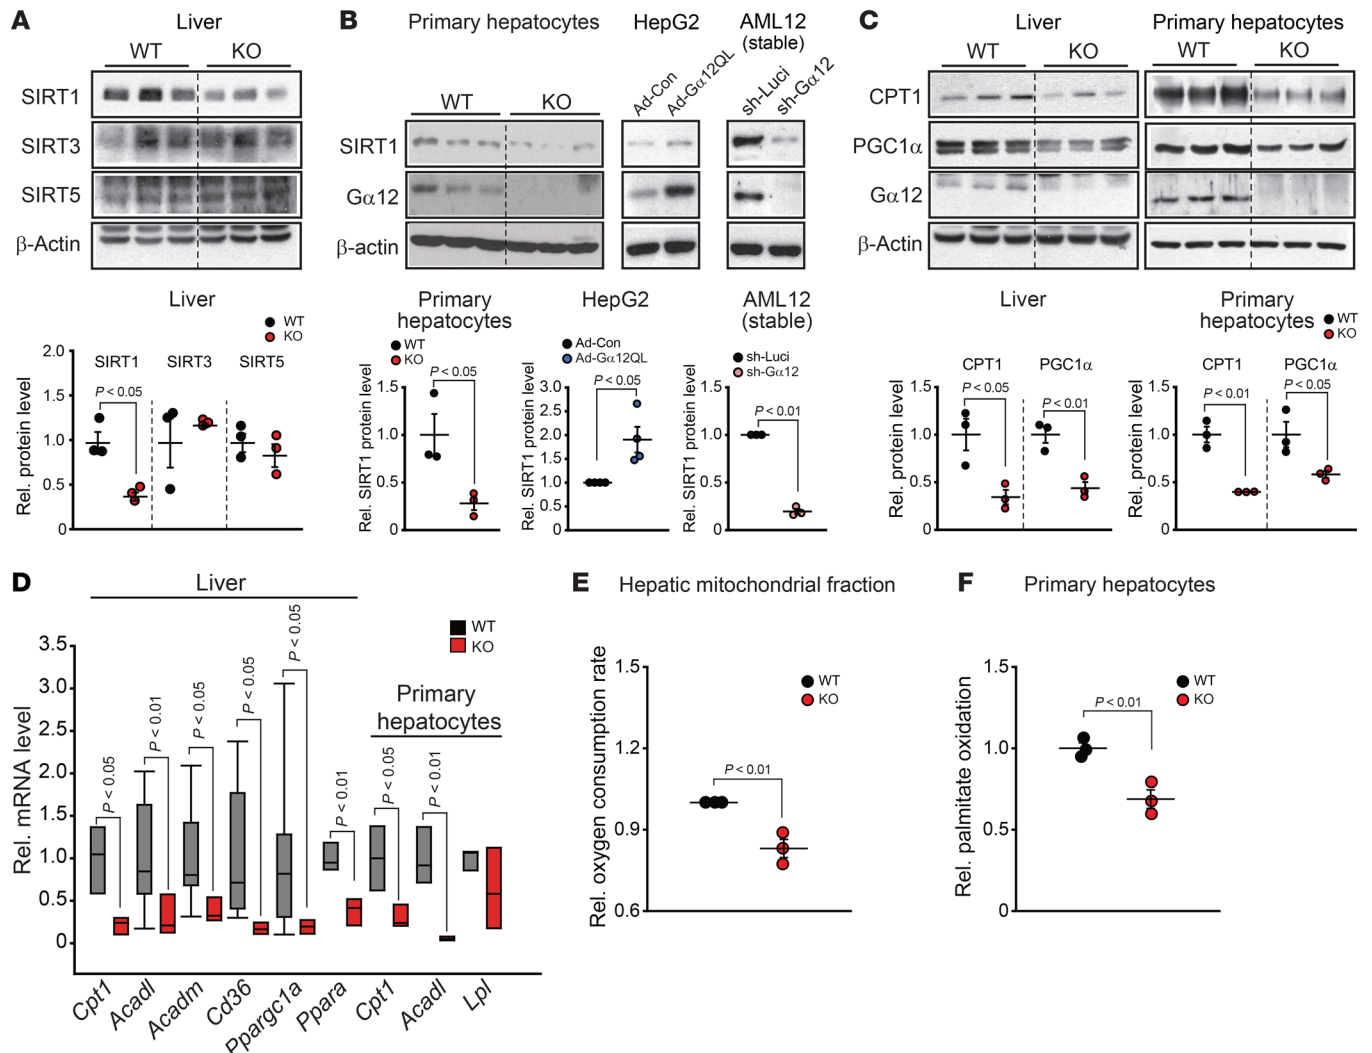 A
Liver
WT KO
SIRT1
SIRT3
SIRT5
β-Actin
Liver
WT
KO
SIRT1 SIRT3 SIRT5
P < 0.05
Rel. protein level
2.0
1.5
1.0
0.5
0
B
Primary hepatocytes
HepG2
AML12
(stable)
WT KO
Ad-Con
Ad-Gα12QL
sh-Luci
sh-Gα12
SIRT1
Gα12
β-actin
Primary
hepatocytes
WT
KO
P < 0.05
Rel. SIRT1 protein level
1.5
1.0
0.5
0
HepG2
Ad-Con
Ad-Gα12QL
P < 0.05
Rel. SIRT1 protein level
3.0
2.5
2.0
1.5
1.0
0.5
0
AML12
(stable)
sh-Luci
sh-Gα12
P < 0.01
Rel. SIRT1 protein level
1.5
1.0
0.5
0
C
Liver
Primary hepatocytes
WT KO
WT KO
CPT1
PGC1α
Gα12
β-Actin
Liver
CPT1 PGC1α
P < 0.05
P < 0.01
Rel. protein level
1.5
1.0
0.5
0
Primary
hepatocytes
WT
KO
CPT1 PGC1α
P < 0.01
P < 0.05
Rel. protein level
1.5
1.0
0.5
0
D
Liver
WT
KO
Primary
hepatocytes
Rel. mRNA level
3.5
3.0
2.5
2.0
1.5
1.0
0.5
0
P < 0.05
P < 0.01
P < 0.05
P < 0.05
P < 0.05
P < 0.01
P < 0.05
P < 0.01
Cpt1
Acadl
Acadm
Cd36
Ppargc1a
Ppara
Cpt1
Acadl
Lpl
E
Hepatic mitochondrial fraction
WT
KO
P < 0.01
Rel. oxygen consumption rate
1.5
1.2
0.9
0.6
F
Primary hepatocytes
WT
KO
P < 0.01
Rel. palmitate oxidation
1.5
1.0
0.5
0